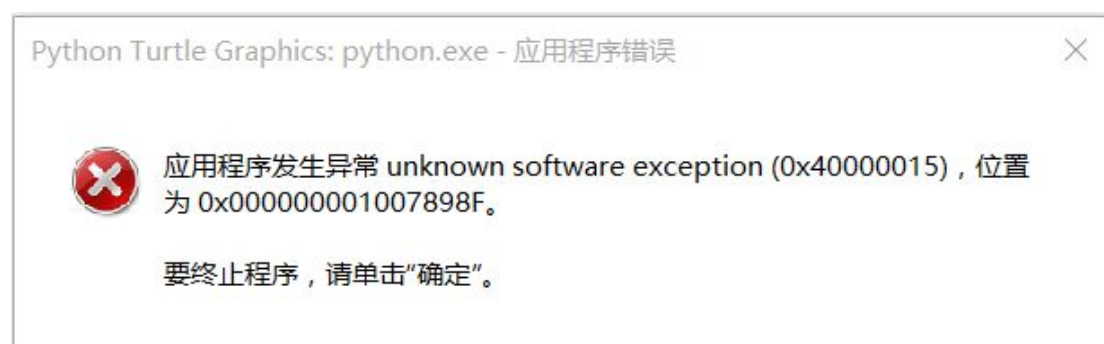 Python Turtle Graphics: python.exe - 应用程序错误
应用程序发生异常 unknown software exception (0x40000015)，位置
为 0x000000001007898F。
要终止程序，请单击"确定"。